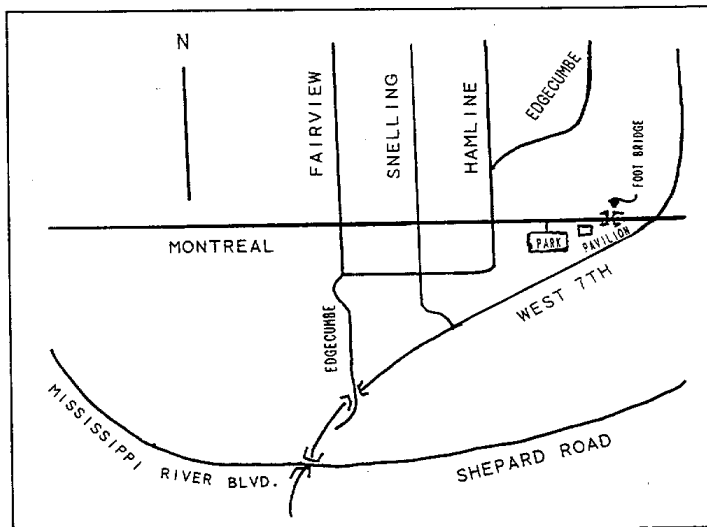 N
FAIRVIEW
SNELLING
HAMLINE
EDGECUMBE
FOOT BRIDGE
MONTREAL
PARK
PAVILION
WEST 7TH
EDGECUMBE
MISSISSIPPI RIVER BLVD.
SHEPARD ROAD